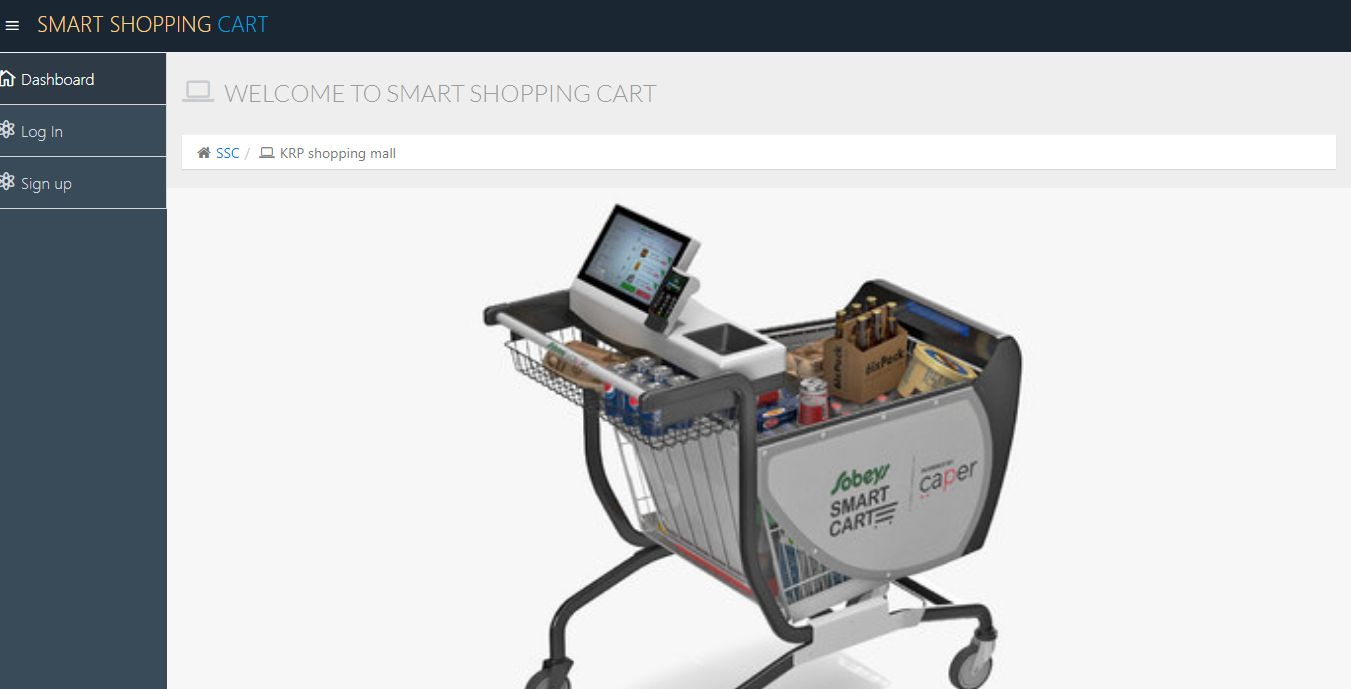 SMART SHOPPING CART
Dashboard
Log In
Sign up
WELCOME TO SMART SHOPPING CART
SSC / KRP shopping mall
SixPack
SixPack
Sobeys
SMART
CART
POWERED BY
caper